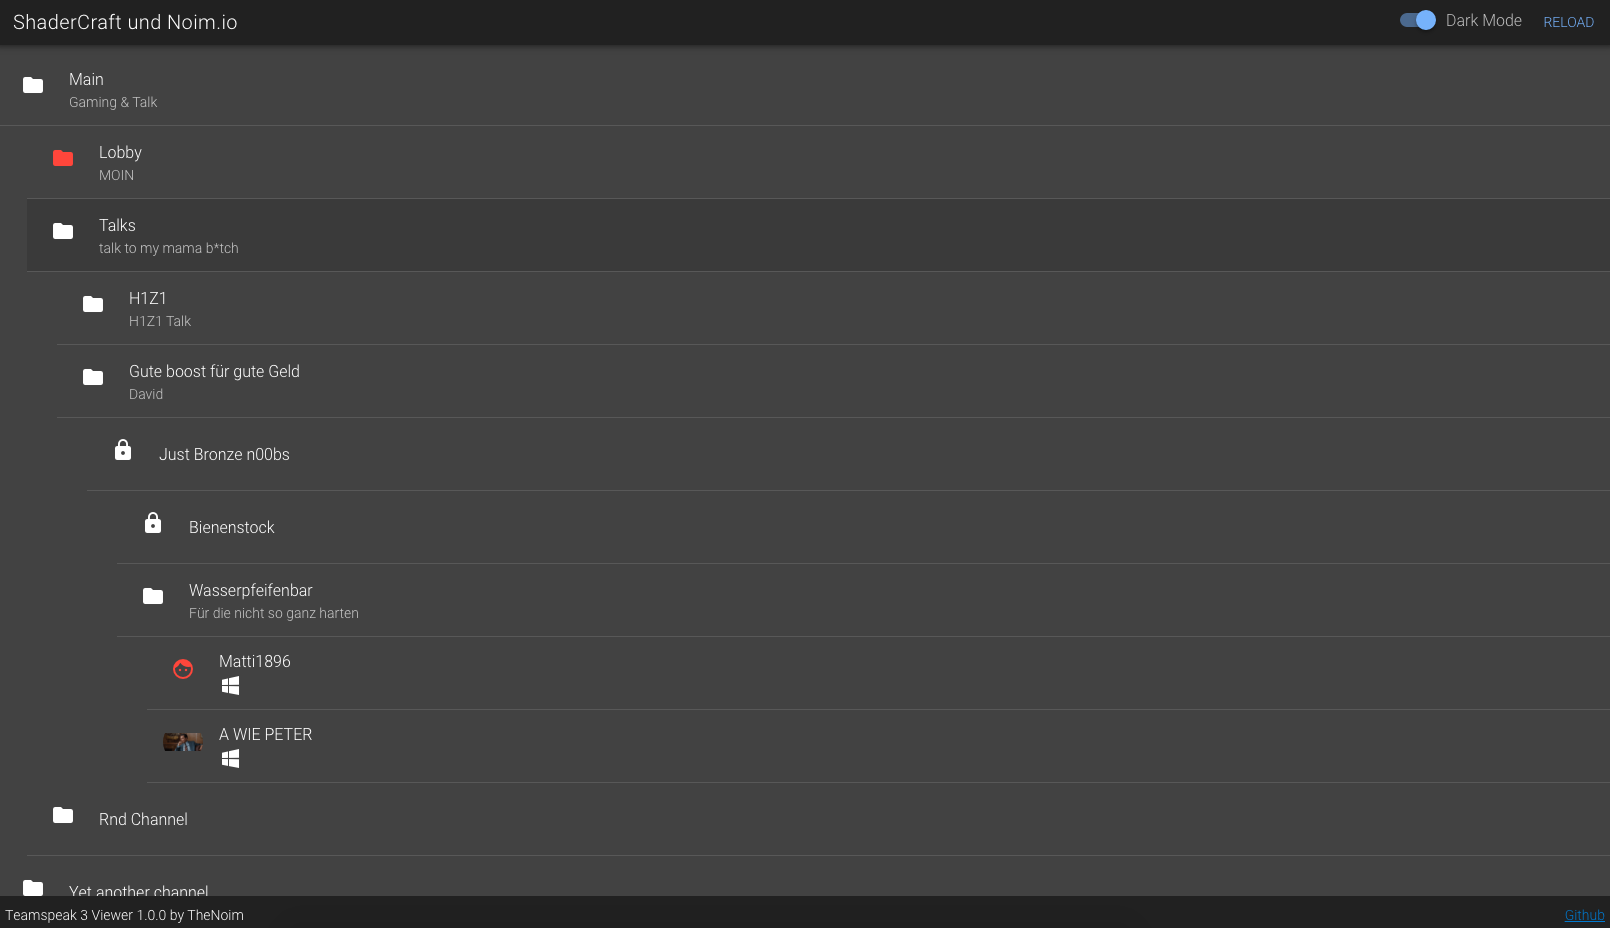 ShaderCraft und Noim.io
Dark Mode
RELOAD
Main
Gaming & Talk
Lobby
MOIN
Talks
talk to my mama b*tch
H1Z1
H1Z1 Talk
Gute boost für gute Geld
David
Just Bronze n00bs
Bienenstock
Wasserpfeifenbar
Für die nicht so ganz harten
Matti1896
A WIE PETER
Rnd Channel
Yet another channel
Teamspeak 3 Viewer 1.0.0 by TheNoim
Github